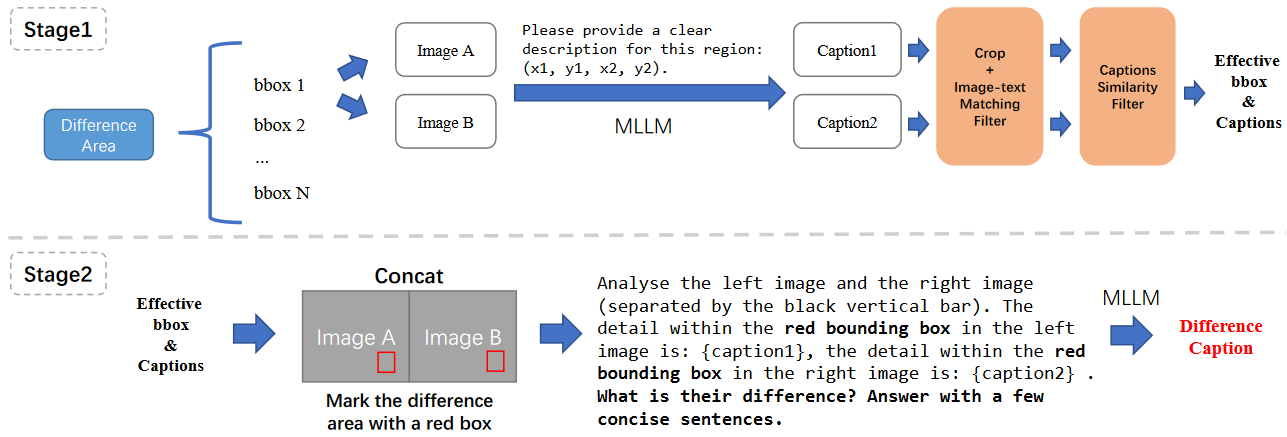 Stage1
Difference
Area
bbox 1
bbox 2
...
bbox N
Image A
Image B
Please provide a clear
description for this region:
(x1, y1, x2, y2).
MLLM
Caption1
Caption2
Crop
+
Image-text
Matching
Filter
Captions
Similarity
Filter
Effective
bbox
&
Captions
Stage2
Effective
bbox
&
Captions
Concat
Image A
Image B
Mark the difference
area with a red box
Analyse the left image and the right image
(separated by the black vertical bar). The
detail within the red bounding box in the left
image is: {caption1}, the detail within the red
bounding box in the right image is: {caption2} .
What is their difference? Answer with a few
concise sentences.
MLLM
Difference
Caption